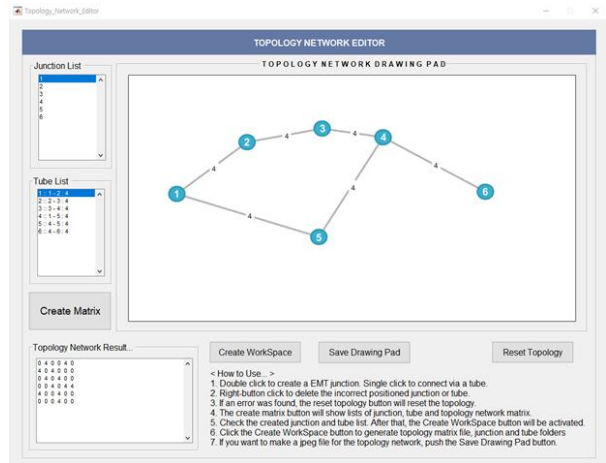 Topology_Network_Editor
TOPOLOGY NETWORK EDITOR
Junction List
1
2
3
4
5
6
TOPOLOGY NETWORK DRAWING PAD
2
4
3
4
4
4
4
1
4
4
6
4
5
Tube List
1 :: 1 - 2 : 4
2 :: 2 - 3 : 4
3 :: 3 - 4 : 4
4 :: 1 - 5 : 4
5 :: 4 - 5 : 4
6 :: 4 - 6 : 4
Create Matrix
Topology Network Result...
0 4 0 0 4 0
4 0 4 0 0 0
0 4 0 4 0 0
0 0 4 0 4 4
4 0 0 4 0 0
0 0 0 4 0 0
Create WorkSpace
Save Drawing Pad
Reset Topology
< How to Use... >
1. Double click to create a EMT junction. Single click to connect via a tube.
2. Right-button click to delete the incorrect positioned junction or tube.
3. If an error was found, the reset topology button will reset the topology.
4. The create matrix button will show lists of junction, tube and topology network matrix.
5. Check the created junction and tube list. After that, the Create WorkSpace button will be activated.
6. Click the Create WorkSpace button to generate topology matrix file, junction and tube folders
7. If you want to make a jpeg file for the topology network, push the Save Drawing Pad button.